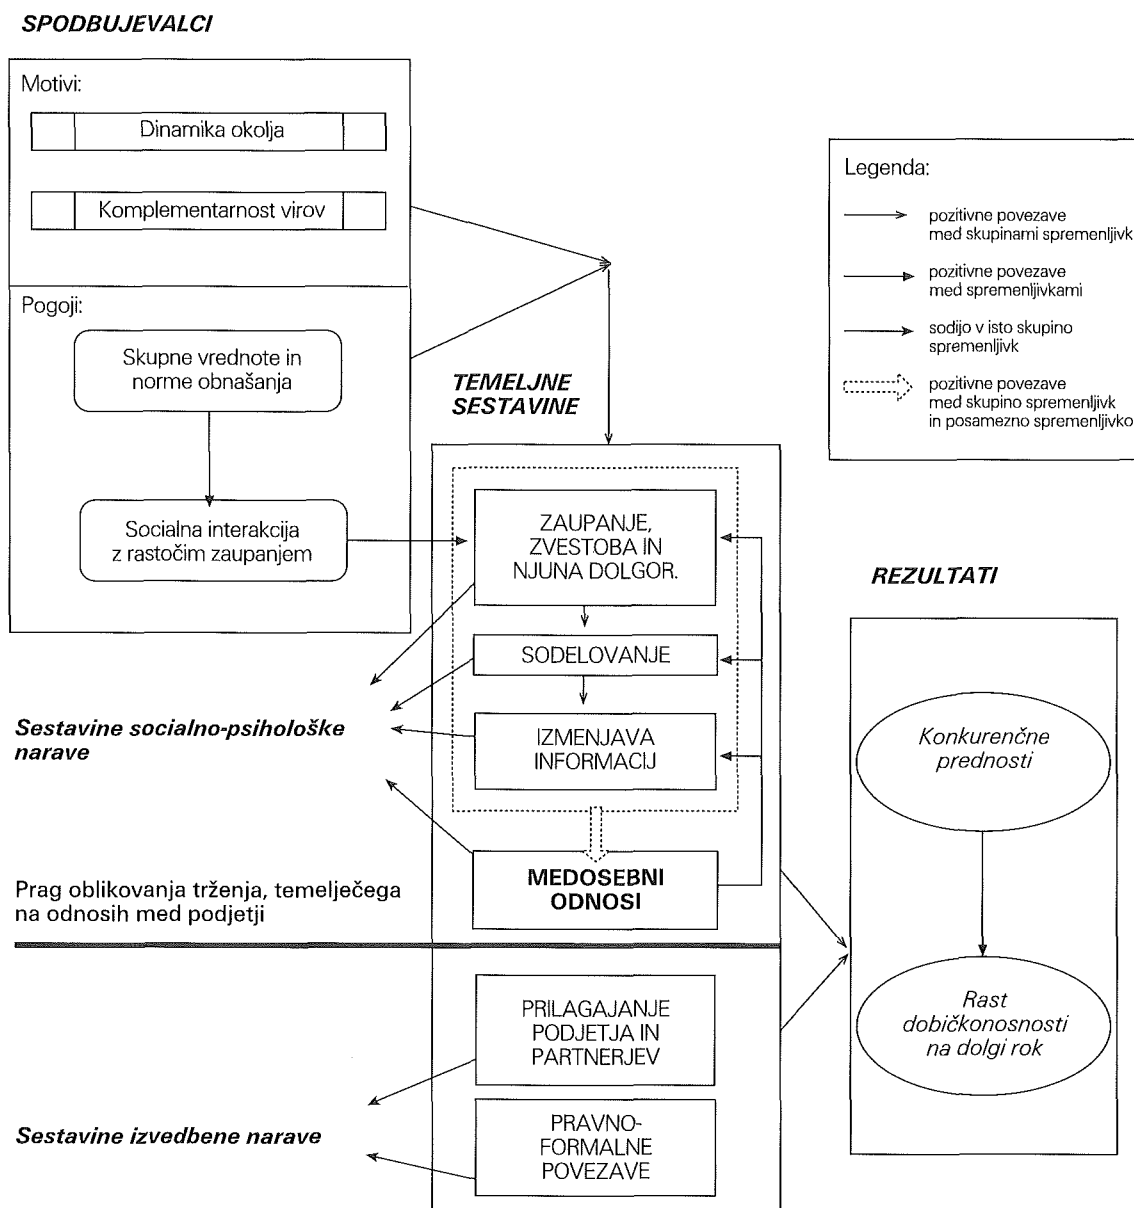 SPODBUJEVALCI
Motivi:
Dinamika okolja
Komplementarnost virov
Pogoji:
Skupne vrednote in
norme obnašanja
Socialna interakcija
z rastočim zaupanjem
Legenda:
pozitivne povezave
med skupinami spremenljivk
pozitivne povezave
med spremenljivkami
sodijo v isto skupino
spremenljivk
pozitivne povezave
med skupino spremenljivk
in posamezno spremenljivko
TEMELJNE
SESTAVINE
ZAUPANJE,
ZVESTOBA IN
NJUNA DOLGOR.
SODELOVANJE
IZMENJAVA
INFORMACIJ
MEDOSEBNI
ODNOSI
Sestavine socialno-psihološke
narave
Prag oblikovanja trženja, temelječega
na odnosih med podjetji
PRILAGAJANJE
PODJETJA IN
PARTNERJEV
PRAVNO-
FORMALNE
POVEZAVE
Sestavine izvedbene narave
REZULTATI
Konkurenčne
prednosti
Rast
dobičkonosnosti
na dolgi rok